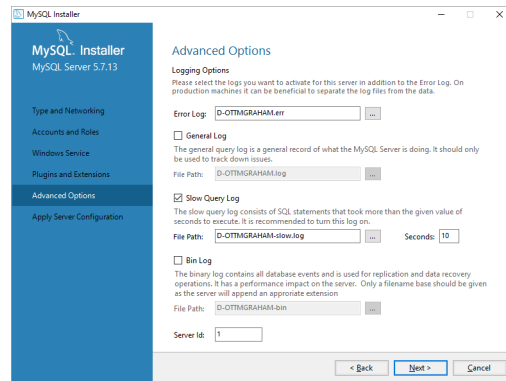 MySQL Installer
MySQL. Installer
MySQL Server 5.7.13
Type and Networking
Accounts and Roles
Windows Service
Plugins and Extensions
Advanced Options
Apply Server Configuration
Advanced Options
Logging Options
Please select the logs you want to activate for this server in addition to the Error Log. On
production machines it can be beneficial to separate the log files from the data.
Error Log: D-OTTMGRAHAM.err ...
General Log
The general query log is a general record of what the MySQL Server is doing. It should only
be used to track down issues.
File Path: D-OTTMGRAHAM.log ...
Slow Query Log
The slow query log consists of SQL statements that took more than the given value of
seconds to execute. It is recommended to turn this log on.
File Path: D-OTTMGRAHAM-slow.log ... Seconds: 10
Bin Log
The binary log contains all database events and is used for replication and data recovery
operations. It has a performance impact on the server. Only a filename base should be given
as the server will append an approriate extension
File Path: D-OTTMGRAHAM-bin ...
Server Id: 1
< Back Next > Cancel